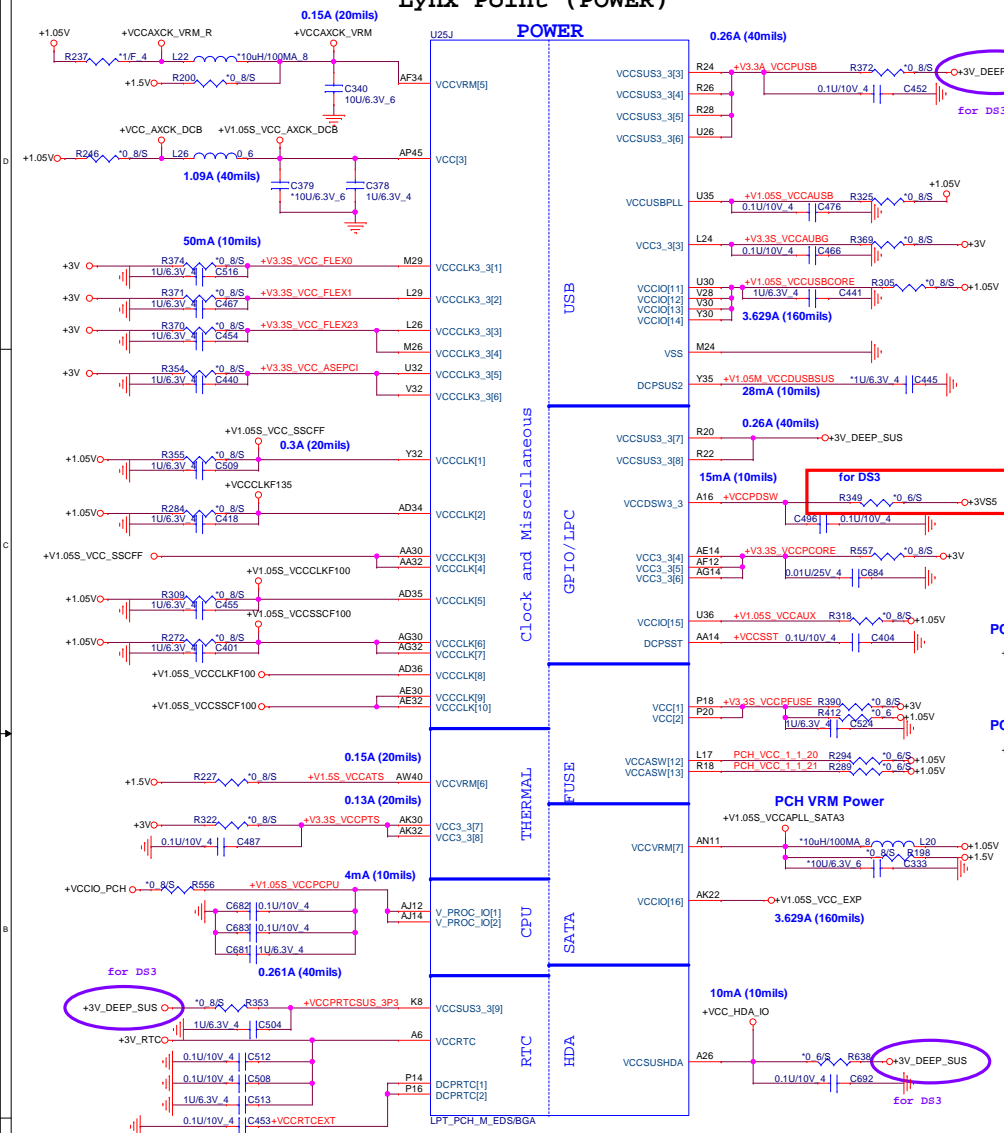 Lynx Point (POWER)
0.15A (20mils)
+1.05V
+VCCAXCK_VRM_R
+VCCAXCK_VRM
R237
*1/F_4
L22
*10uH/100MA_8
+1.5V
R200
*0_8/S
C340
10U/6.3V_6
+VCC_AXCK_DCB
+V1.05S_VCC_AXCK_DCB
+1.05V
R246
*0_8/S
L26
0_6
1.09A (40mils)
C379
*10U/6.3V_6
C378
1U/6.3V_4
50mA (10mils)
+3V
R374
*0_8/S
+V3.3S_VCC_FLEX0
1U/6.3V_4
C516
+3V
R371
*0_8/S
+V3.3S_VCC_FLEX1
1U/6.3V_4
C467
+3V
R370
*0_8/S
+V3.3S_VCC_FLEX23
1U/6.3V_4
C454
+3V
R354
*0_8/S
+V3.3S_VCC_ASEPCI
1U/6.3V_4
C440
+V1.05S_VCC_SSCFF
0.3A (20mils)
+1.05V
R355
*0_8/S
1U/6.3V_4
C509
+VCCCLKF135
+1.05V
R284
*0_8/S
1U/6.3V_4
C418
+V1.05S_VCC_SSCFF
+V1.05S_VCCCLKF100
+1.05V
R309
*0_8/S
1U/6.3V_4
C455
+V1.05S_VCCSSCF100
+1.05V
R272
*0_8/S
1U/6.3V_4
C401
+V1.05S_VCCCLKF100
+V1.05S_VCCSSCF100
0.15A (20mils)
+1.5V
R227
*0_8/S
+V1.5S_VCCATS
0.13A (20mils)
+3V
R322
*0_8/S
+V3.3S_VCCPTS
0.1U/10V_4
C487
4mA (10mils)
+VCCIO_PCH
*0_8/S
R556
+V1.05S_VCCPCPU
C682
0.1U/10V_4
C683
0.1U/10V_4
C681
1U/6.3V_4
for DS3
0.261A (40mils)
+3V_DEEP_SUS
*0_8/S
R353
+VCCPRTCSUS_3P3
1U/6.3V_4
C504
+3V_RTC
0.1U/10V_4
C512
0.1U/10V_4
C508
1U/6.3V_4
C513
0.1U/10V_4
C453
+VCCRTCEXT
U25J
POWER
AF34
VCCVRM[5]
AP45
VCC[3]
M29
VCCCLK3_3[1]
L29
VCCCLK3_3[2]
L26
VCCCLK3_3[3]
M26
VCCCLK3_3[4]
U32
VCCCLK3_3[5]
V32
VCCCLK3_3[6]
Y32
VCCCLK[1]
AD34
VCCCLK[2]
AA30
VCCCLK[3]
AA32
VCCCLK[4]
AD35
VCCCLK[5]
AG30
VCCCLK[6]
AG32
VCCCLK[7]
AD36
VCCCLK[8]
AE30
VCCCLK[9]
AE32
VCCCLK[10]
AW40
VCCVRM[6]
AK30
VCC3_3[7]
AK32
VCC3_3[8]
AJ12
V_PROC_IO[1]
AJ14
V_PROC_IO[2]
K8
VCCSUS3_3[9]
A6
VCCRTC
P14
DCPRTC[1]
P16
DCPRTC[2]
LPT_PCH_M_EDS/BGA
Clock and Miscellaneous
THERMAL
CPU
RTC
USB
GPIO/LPC
FUSE
SATA
HDA
VCCSUS3_3[3]
R24
VCCSUS3_3[4]
R26
VCCSUS3_3[5]
R28
VCCSUS3_3[6]
U26
VCCUSBPLL
U35
VCC3_3[3]
L24
VCCIO[11]
U30
VCCIO[12]
V28
VCCIO[13]
V30
VCCIO[14]
Y30
VSS
M24
DCPSUS2
Y35
VCCSUS3_3[7]
R20
VCCSUS3_3[8]
R22
VCCDSW3_3
A16
VCC3_3[4]
AE14
VCC3_3[5]
AF12
VCC3_3[6]
AG14
VCCIO[15]
U36
DCPSST
AA14
VCC[1]
P18
VCC[2]
P20
VCCASW[12]
L17
VCCASW[13]
R18
VCCVRM[7]
AN11
VCCIO[16]
AK22
VCCSUSHDA
A26
0.26A (40mils)
+V3.3A_VCCPUSB
R372
*0_8/S
+3V_DEEP
0.1U/10V_4
C452
for DS3
+V1.05S_VCCAUSB
R325
*0_8/S
+1.05V
0.1U/10V_4
C476
+V3.3S_VCCAUBG
R369
*0_8/S
+3V
0.1U/10V_4
C466
+V1.05S_VCCUSBCORE
R305
*0_8/S
+1.05V
1U/6.3V_4
C441
3.629A (160mils)
+V1.05M_VCCDUSBSUS
*1U/6.3V_4
C445
28mA (10mils)
0.26A (40mils)
+3V_DEEP_SUS
15mA (10mils)
for DS3
+VCCPDSW
R349
*0_6/S
+3VS5
C496
0.1U/10V_4
+V3.3S_VCCPCORE
R557
*0_8/S
+3V
0.01U/25V_4
C684
+V1.05S_VCCAUX
R318
*0_8/S
+1.05V
+VCCSST
0.1U/10V_4
C404
+V3.3S_VCCPFUSE
R390
*0_8/S
+3V
R412
*0_6
+1.05V
1U/6.3V_4
C524
PCH_VCC_1_1_20
R294
*0_6/S
+1.05V
PCH_VCC_1_1_21
R289
*0_6/S
+1.05V
PCH VRM Power
+V1.05S_VCCAPLL_SATA3
*10uH/100MA_8
L20
+1.05V
*0_8/S
R198
+1.5V
*10U/6.3V_6
C333
+V1.05S_VCC_EXP
3.629A (160mils)
10mA (10mils)
+VCC_HDA_IO
*0_6/S
R638
+3V_DEEP_SUS
0.1U/10V_4
C692
for DS3
PC
PC
D
C
B